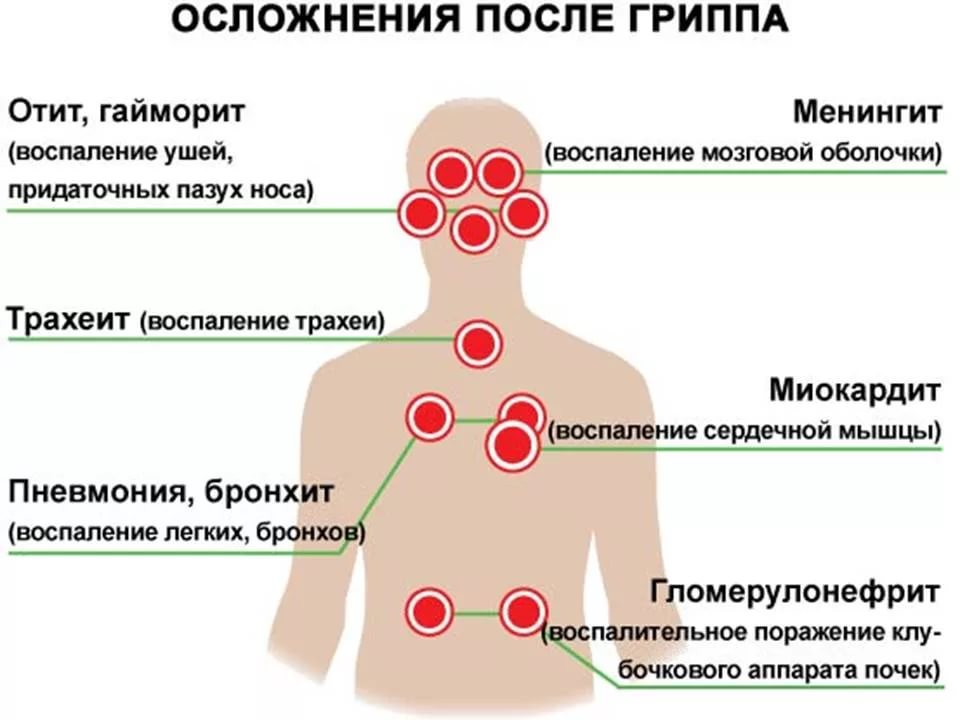 ОСЛОЖНЕНИЯ ПОСЛЕ ГРИППА
Отит, гайморит
(воспаление ушей,
придаточных пазух носа)
Менингит
(воспаление мозговой оболочки)
Трахеит (воспаление трахеи)
Миокардит
(воспаление сердечной мышцы)
Пневмония, бронхит
(воспаление легких, бронхов)
Гломерулонефрит
(воспалительное поражение клу-
бочкового аппарата почек)